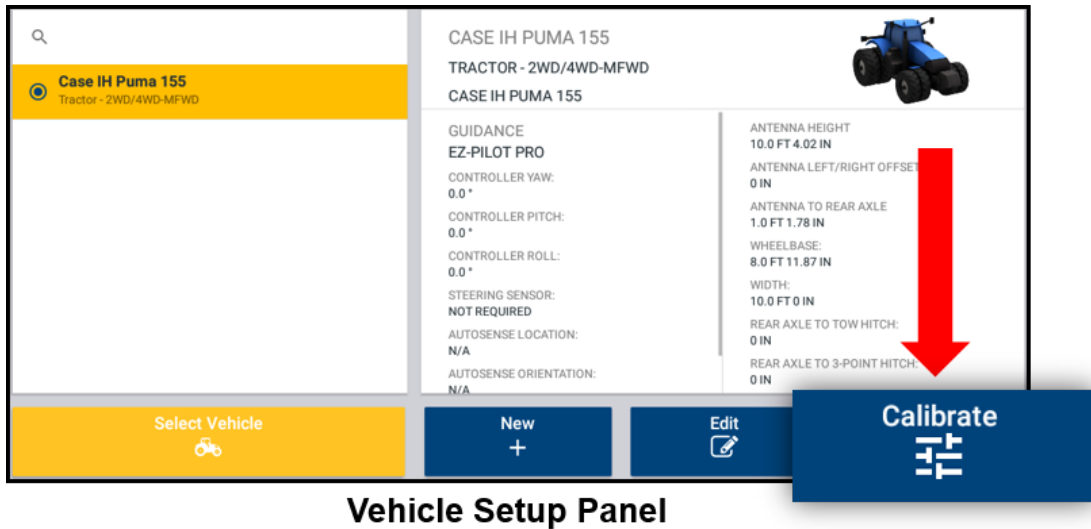 Case IH Puma 155
Tractor - 2WD/4WD-MFWD
CASE IH PUMA 155
TRACTOR - 2WD/4WD-MFWD
CASE IH PUMA 155
GUIDANCE
EZ-PILOT PRO
CONTROLLER YAW:
0.0 °
CONTROLLER PITCH:
0.0 °
CONTROLLER ROLL:
0.0 °
STEERING SENSOR:
NOT REQUIRED
AUTOSENSE LOCATION:
N/A
AUTOSENSE ORIENTATION:
N/A
ANTENNA HEIGHT
10.0 FT 4.02 IN
ANTENNA LEFT/RIGHT OFFSET
0 IN
ANTENNA TO REAR AXLE
1.0 FT 1.78 IN
WHEELBASE:
8.0 FT 11.87 IN
WIDTH:
10.0 FT 0 IN
REAR AXLE TO TOW HITCH:
0 IN
REAR AXLE TO 3-POINT HITCH:
0 IN
Select Vehicle
New
Edit
Calibrate
Vehicle Setup Panel